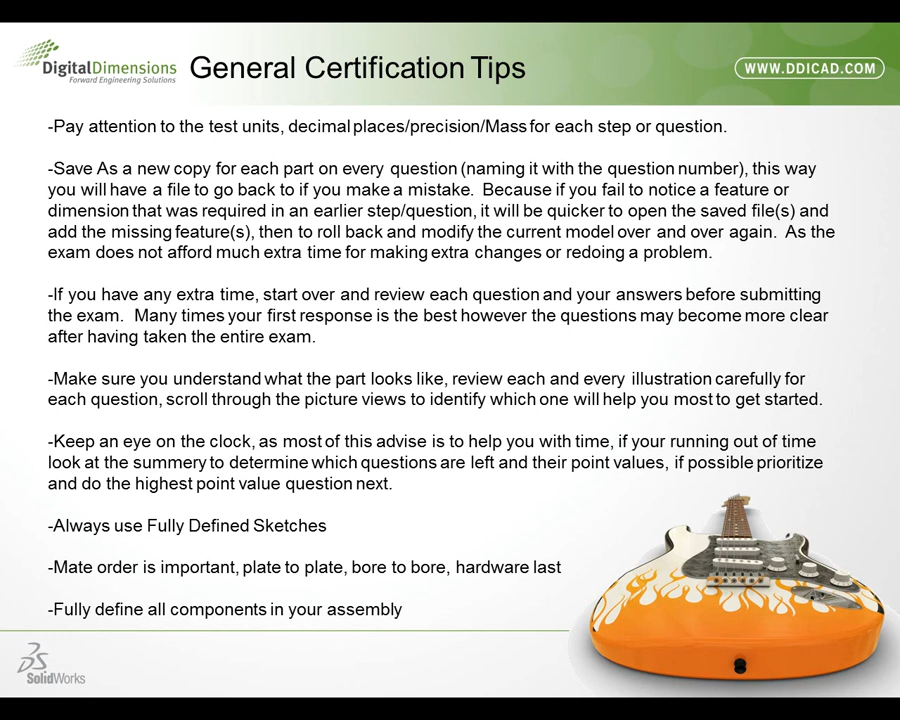 DigitalDimensions
Forward Engineering Solutions
General Certification Tips
WWW.DDICAD.COM
-Pay attention to the test units, decimal places/precision/Mass for each step or question.
-Save As a new copy for each part on every question (naming it with the question number), this way
you will have a file to go back to if you make a mistake. Because if you fail to notice a feature or
dimension that was required in an earlier step/question, it will be quicker to open the saved file(s) and
add the missing feature(s), then to roll back and modify the current model over and over again. As the
exam does not afford much extra time for making extra changes or redoing a problem.
-If you have any extra time, start over and review each question and your answers before submitting
the exam. Many times your first response is the best however the questions may become more clear
after having taken the entire exam.
-Make sure you understand what the part looks like, review each and every illustration carefully for
each question, scroll through the picture views to identify which one will help you most to get started.
-Keep an eye on the clock, as most of this advise is to help you with time, if your running out of time
look at the summery to determine which questions are left and their point values, if possible prioritize
and do the highest point value question next.
-Always use Fully Defined Sketches
-Mate order is important, plate to plate, bore to bore, hardware last
-Fully define all components in your assembly
SolidWorks